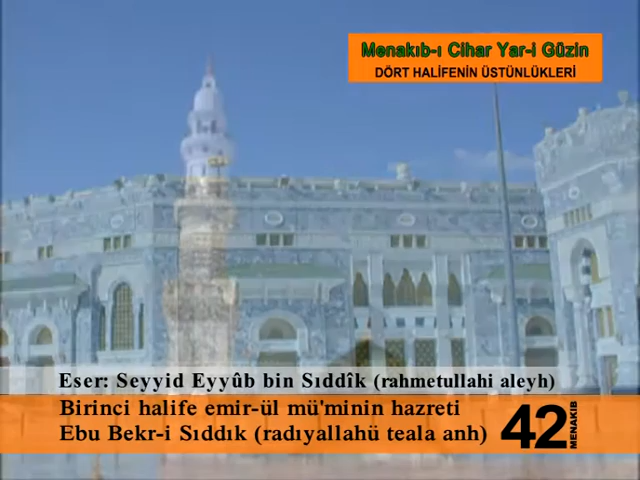 Menakıb-ı Cihar Yar-i Güzin
DÖRT HALİFENİN ÜSTÜNLÜKLERİ
Eser: Seyyid Eyyûb bin Sıddîk (rahmetullahi aleyh)
Birinci halife emir-ül mü'minin hazreti
Ebu Bekr-i Sıddık (radıyallahü teala anh)
42
MENAKIB